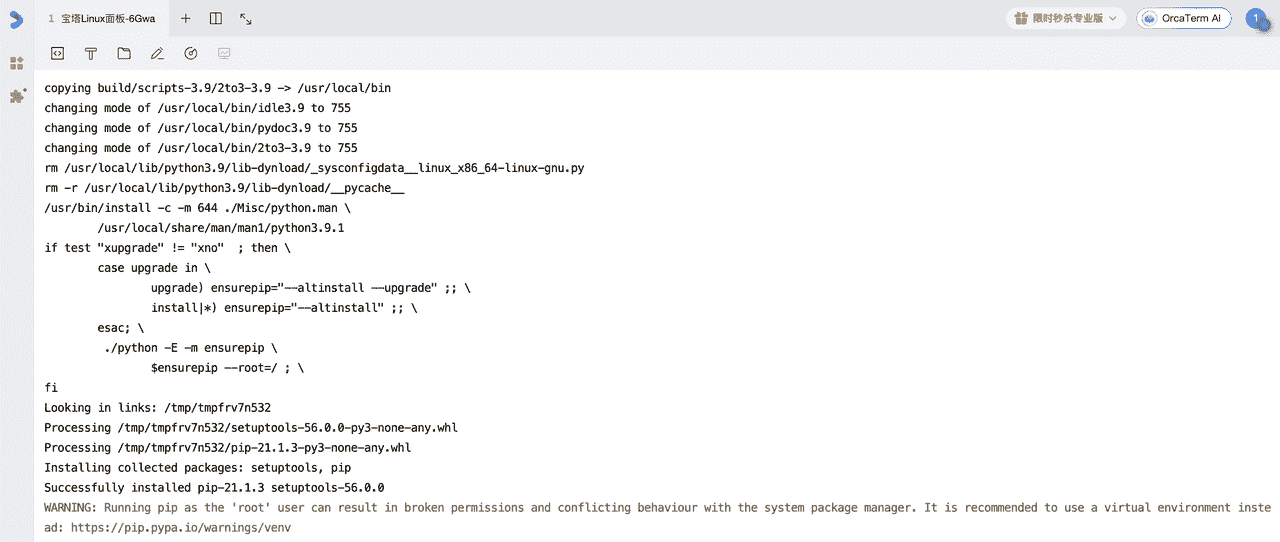 1 宝塔Linux面板-6Gwa
限时秒杀专业版
OrcaTerm AI
1
copying build/scripts-3.9/2to3-3.9 -> /usr/local/bin
changing mode of /usr/local/bin/idle3.9 to 755
changing mode of /usr/local/bin/pydoc3.9 to 755
changing mode of /usr/local/bin/2to3-3.9 to 755
rm /usr/local/lib/python3.9/lib-dynload/_sysconfigdata__linux_x86_64-linux-gnu.py
rm -r /usr/local/lib/python3.9/lib-dynload/__pycache__
/usr/bin/install -c -m 644 ./Misc/python.man \
        /usr/local/share/man/man1/python3.9.1
if test "xupgrade" != "xno"  ; then \
        case upgrade in \
                upgrade) ensurepip="--altinstall --upgrade" ;; \
                install|*) ensurepip="--altinstall" ;; \
        esac; \
         ./python -E -m ensurepip \
                $ensurepip --root=/ ; \
fi
Looking in links: /tmp/tmpfrv7n532
Processing /tmp/tmpfrv7n532/setuptools-56.0.0-py3-none-any.whl
Processing /tmp/tmpfrv7n532/pip-21.1.3-py3-none-any.whl
Installing collected packages: setuptools, pip
Successfully installed pip-21.1.3 setuptools-56.0.0
WARNING: Running pip as the 'root' user can result in broken permissions and conflicting behaviour with the system package manager. It is recommended to use a virtual environment inste
ad: https://pip.pypa.io/warnings/venv